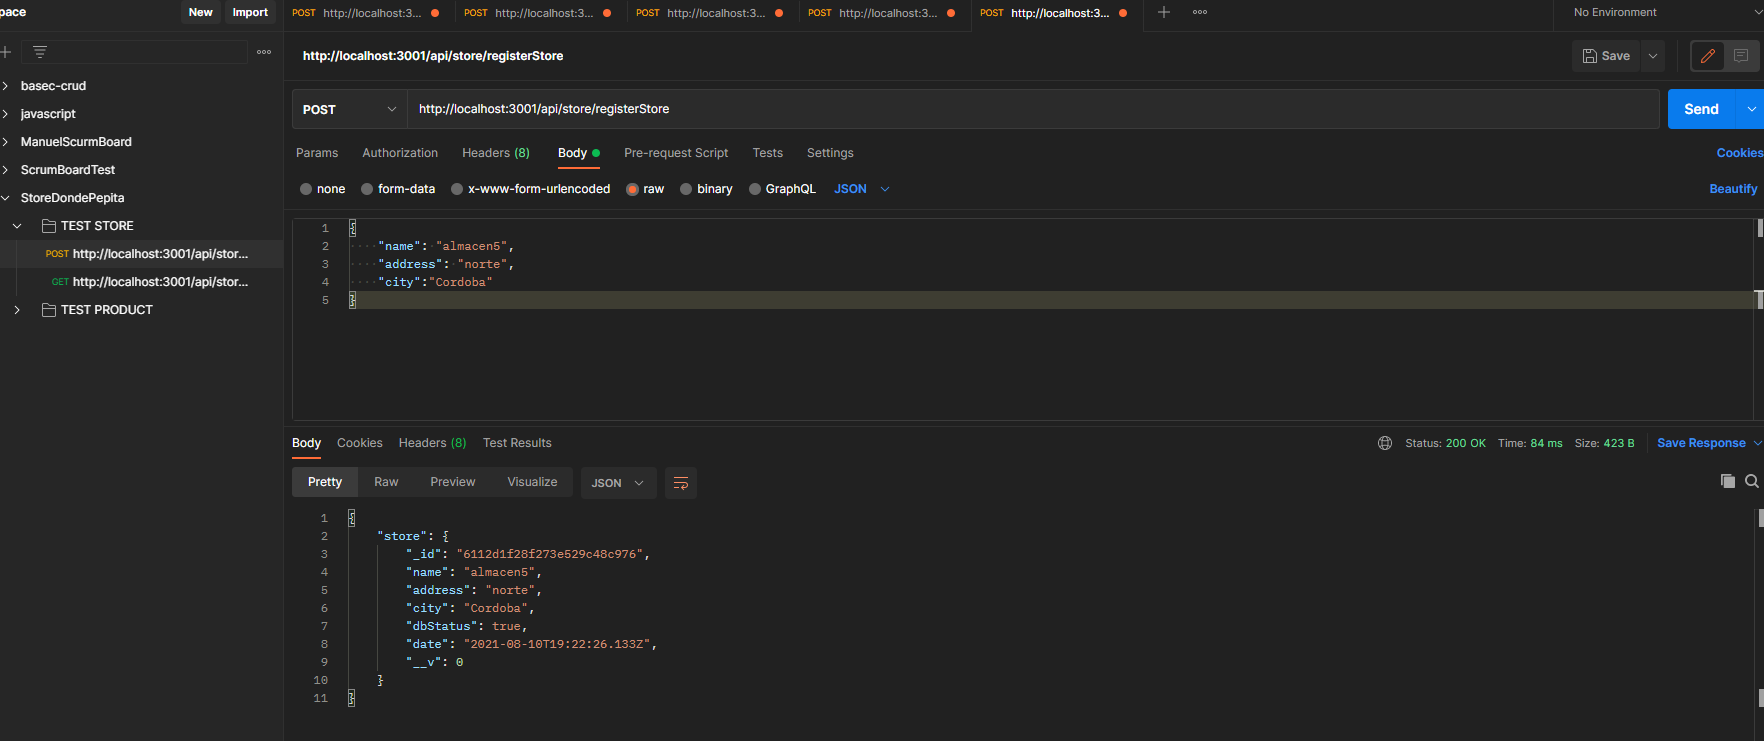 pace New Import
POST http://localhost:3... POST http://localhost:3... POST http://localhost:3... POST http://localhost:3... POST http://localhost:3... No Environment
http://localhost:3001/api/store/registerStore Save
basec-crud
javascript
ManuelScurmBoard
ScrumBoardTest
StoreDondePepita
TEST STORE
POST http://localhost:3001/api/stor...
GET http://localhost:3001/api/stor...
TEST PRODUCT
POST http://localhost:3001/api/store/registerStore Send
Params Authorization Headers (8) Body Pre-request Script Tests Settings Cookies
none form-data x-www-form-urlencoded raw binary GraphQL JSON Beautify
1 {
2 "name": "almacen5",
3 "address": "norte",
4 "city":"Cordoba"
5 }
Body Cookies Headers (8) Test Results Status: 200 OK Time: 84 ms Size: 423 B Save Response
Pretty Raw Preview Visualize JSON
1 {
2 "store": {
3 "_id": "6112d1f28f273e529c48c976",
4 "name": "almacen5",
5 "address": "norte",
6 "city": "Cordoba",
7 "dbStatus": true,
8 "date": "2021-08-10T19:22:26.133Z",
9 "__v": 0
10 }
11 }